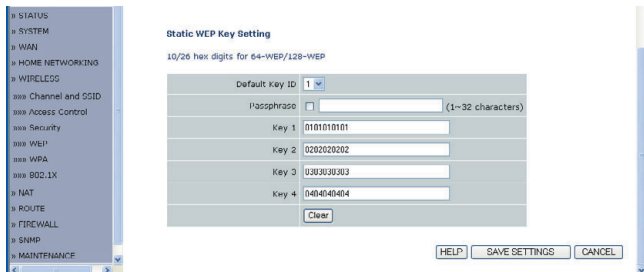 » STATUS
» SYSTEM
» WAN
» HOME NETWORKING
» WIRELESS
»»» Channel and SSID
»»» Access Control
»»» Security
»»» WEP
»»» WPA
»»» 802.1X
» NAT
» ROUTE
» FIREWALL
» SNMP
» MAINTENANCE
Static WEP Key Setting
10/26 hex digits for 64-WEP/128-WEP
Default Key ID 1
Passphrase (1~32 characters)
Key 1 0101010101
Key 2 0202020202
Key 3 0303030303
Key 4 0404040404
Clear
HELP SAVE SETTINGS CANCEL